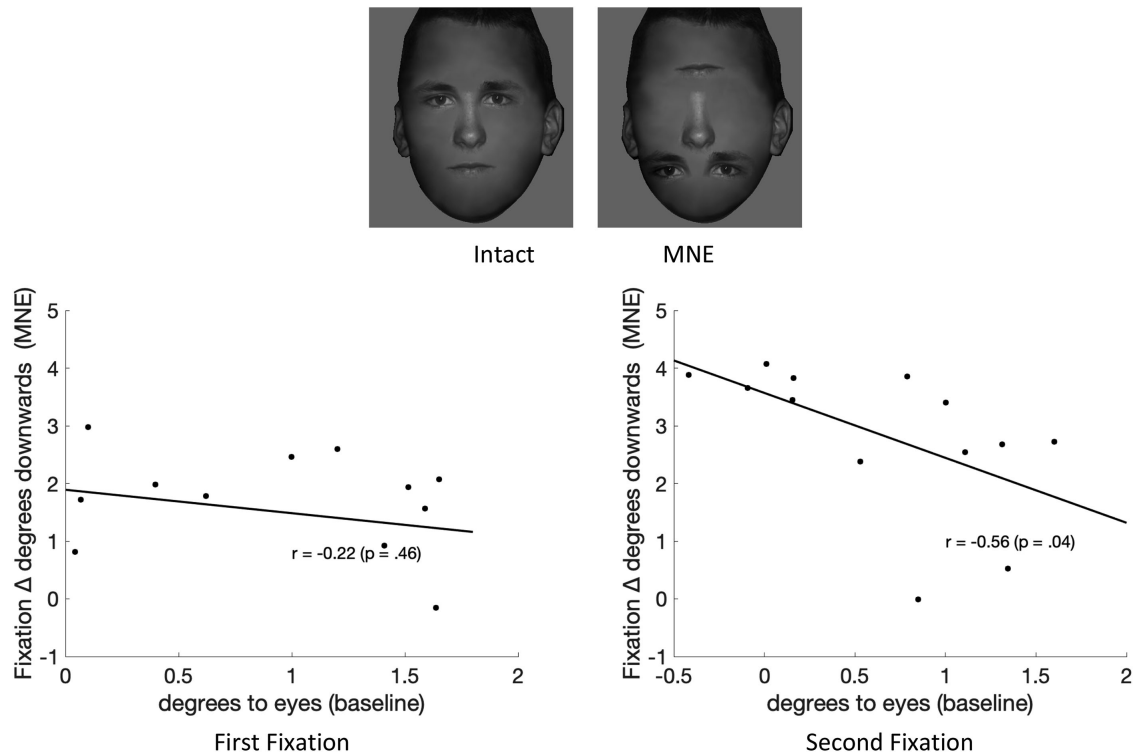 Intact
MNE
Fixation Δ degrees downwards (MNE)
5
4
3
2
1
0
-1
r = -0.22 (p = .46)
0
0.5
1
1.5
2
degrees to eyes (baseline)
First Fixation
Fixation Δ degrees downwards (MNE)
5
4
3
2
1
0
-1
r = -0.56 (p = .04)
-0.5
0
0.5
1
1.5
2
degrees to eyes (baseline)
Second Fixation